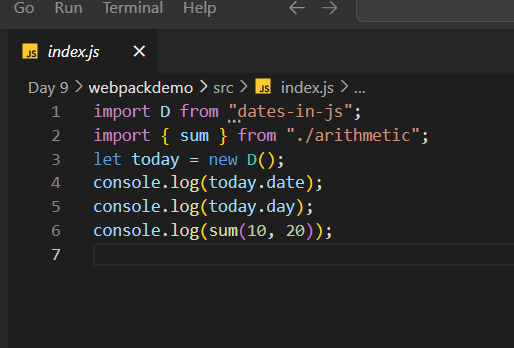 Go Run Terminal Help
JS index.js
Day 9 > webpackdemo > src > JS index.js > ...
1 import D from "dates-in-js";
2 import { sum } from "./arithmetic";
3 let today = new D();
4 console.log(today.date);
5 console.log(today.day);
6 console.log(sum(10, 20));
7